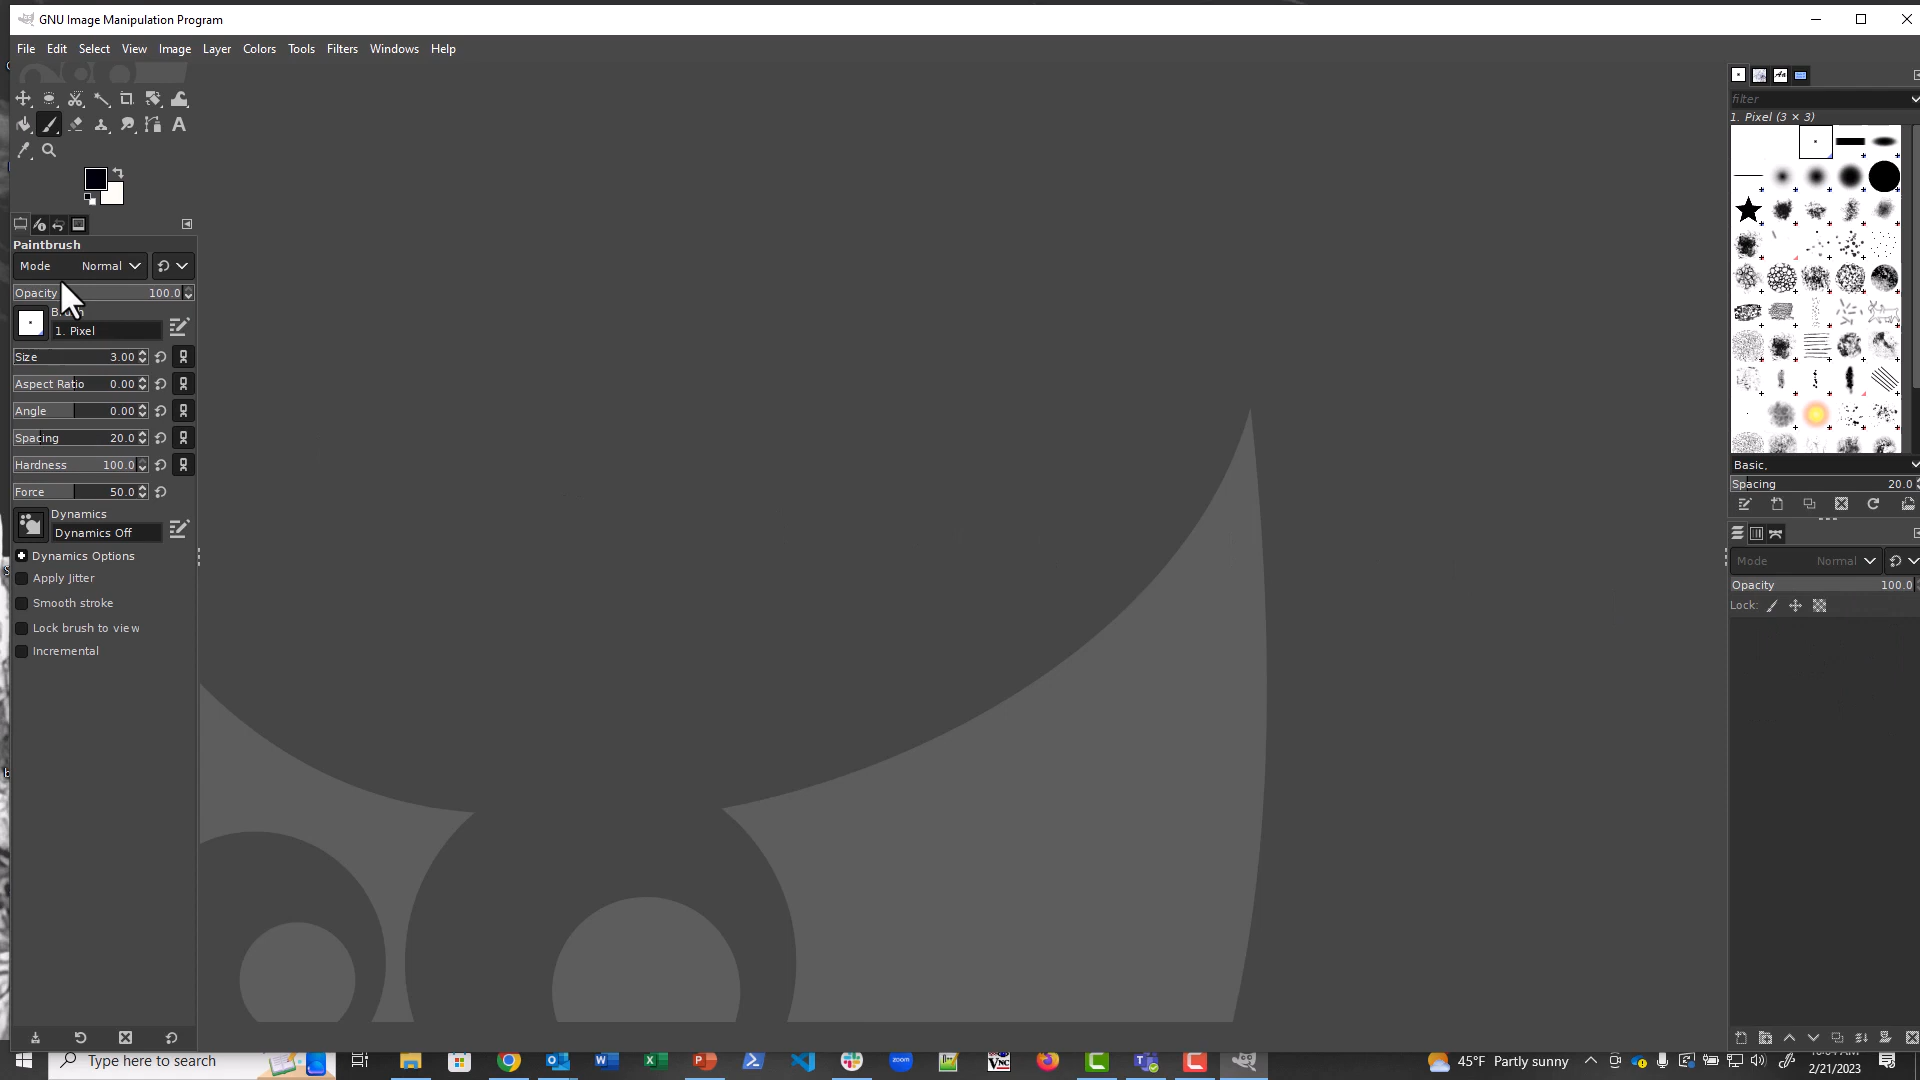 GNU Image Manipulation Program
File Edit Select View Image Layer Colors Tools Filters Windows Help
filter
1. Pixel (3 × 3)
Paintbrush
Mode Normal
Opacity 100.0
1. Pixel
Size 3.00
Aspect Ratio 0.00
Angle 0.00
Spacing 20.0
Hardness 100.0
Force 50.0
Dynamics
Dynamics Off
Dynamics Options
Apply Jitter
Smooth stroke
Lock brush to view
Incremental
Basic,
Spacing 20.0
Mode Normal
Opacity 100.0
Lock:
Type here to search
45°F Partly sunny
2/21/2023